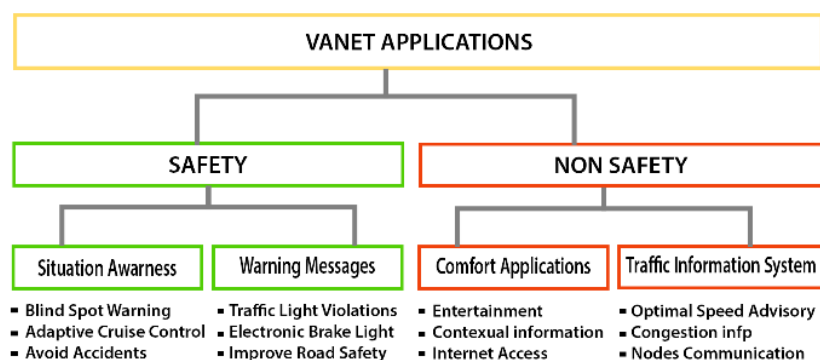 VANET APPLICATIONS
SAFETY
NON SAFETY
Situation Awarness
Warning Messages
Comfort Applications
Traffic Information System
▪ Blind Spot Warning
▪ Adaptive Cruise Control
▪ Avoid Accidents
▪ Traffic Light Violations
▪ Electronic Brake Light
▪ Improve Road Safety
▪ Entertainment
▪ Contexual information
▪ Internet Access
▪ Optimal Speed Advisory
▪ Congestion infp
▪ Nodes Communication